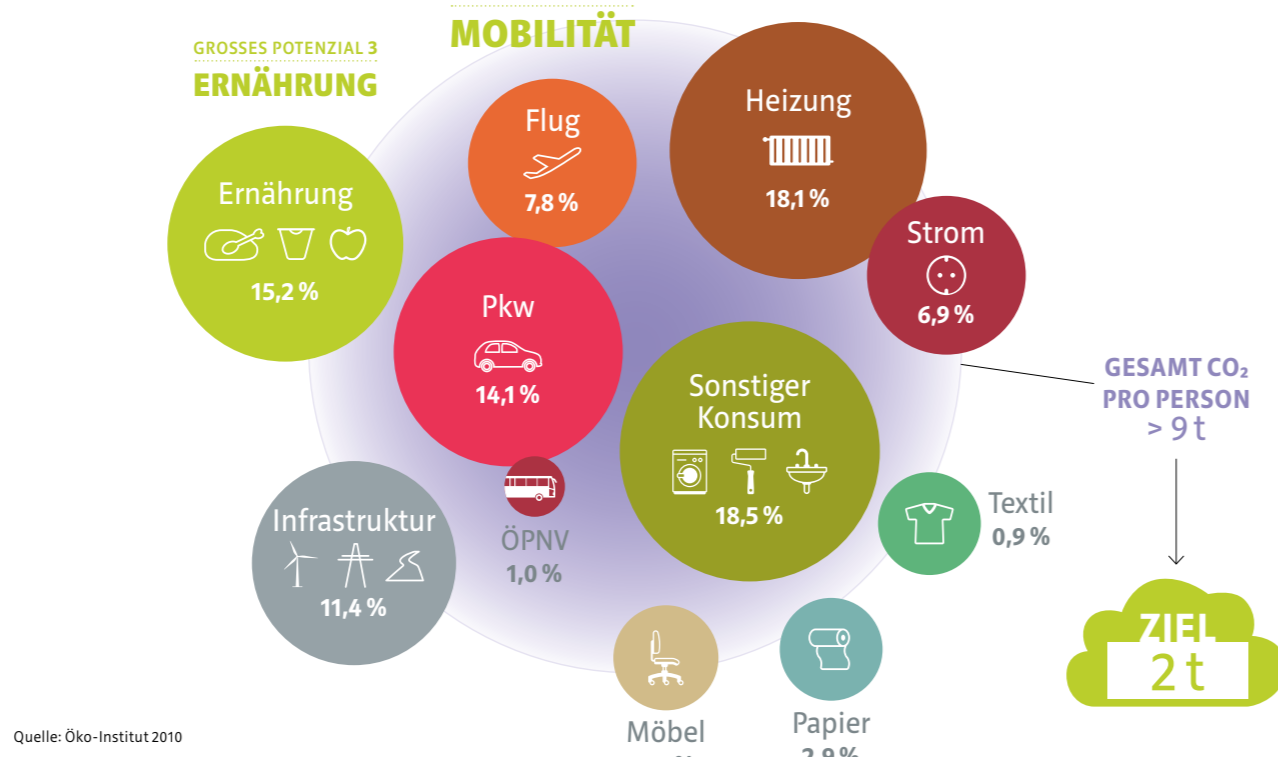 MOBILITÄT
GROSSES POTENZIAL 3
ERNÄHRUNG
Flug
7,8 %
Heizung
18,1 %
Ernährung
15,2 %
Strom
6,9 %
Pkw
14,1 %
Sonstiger
Konsum
18,5 %
GESAMT CO₂
PRO PERSON
> 9 t
Infrastruktur
11,4 %
ÖPNV
1,0 %
Textil
0,9 %
ZIEL
2 t
Möbel
Papier
2,9 %
Quelle: Öko-Institut 2010